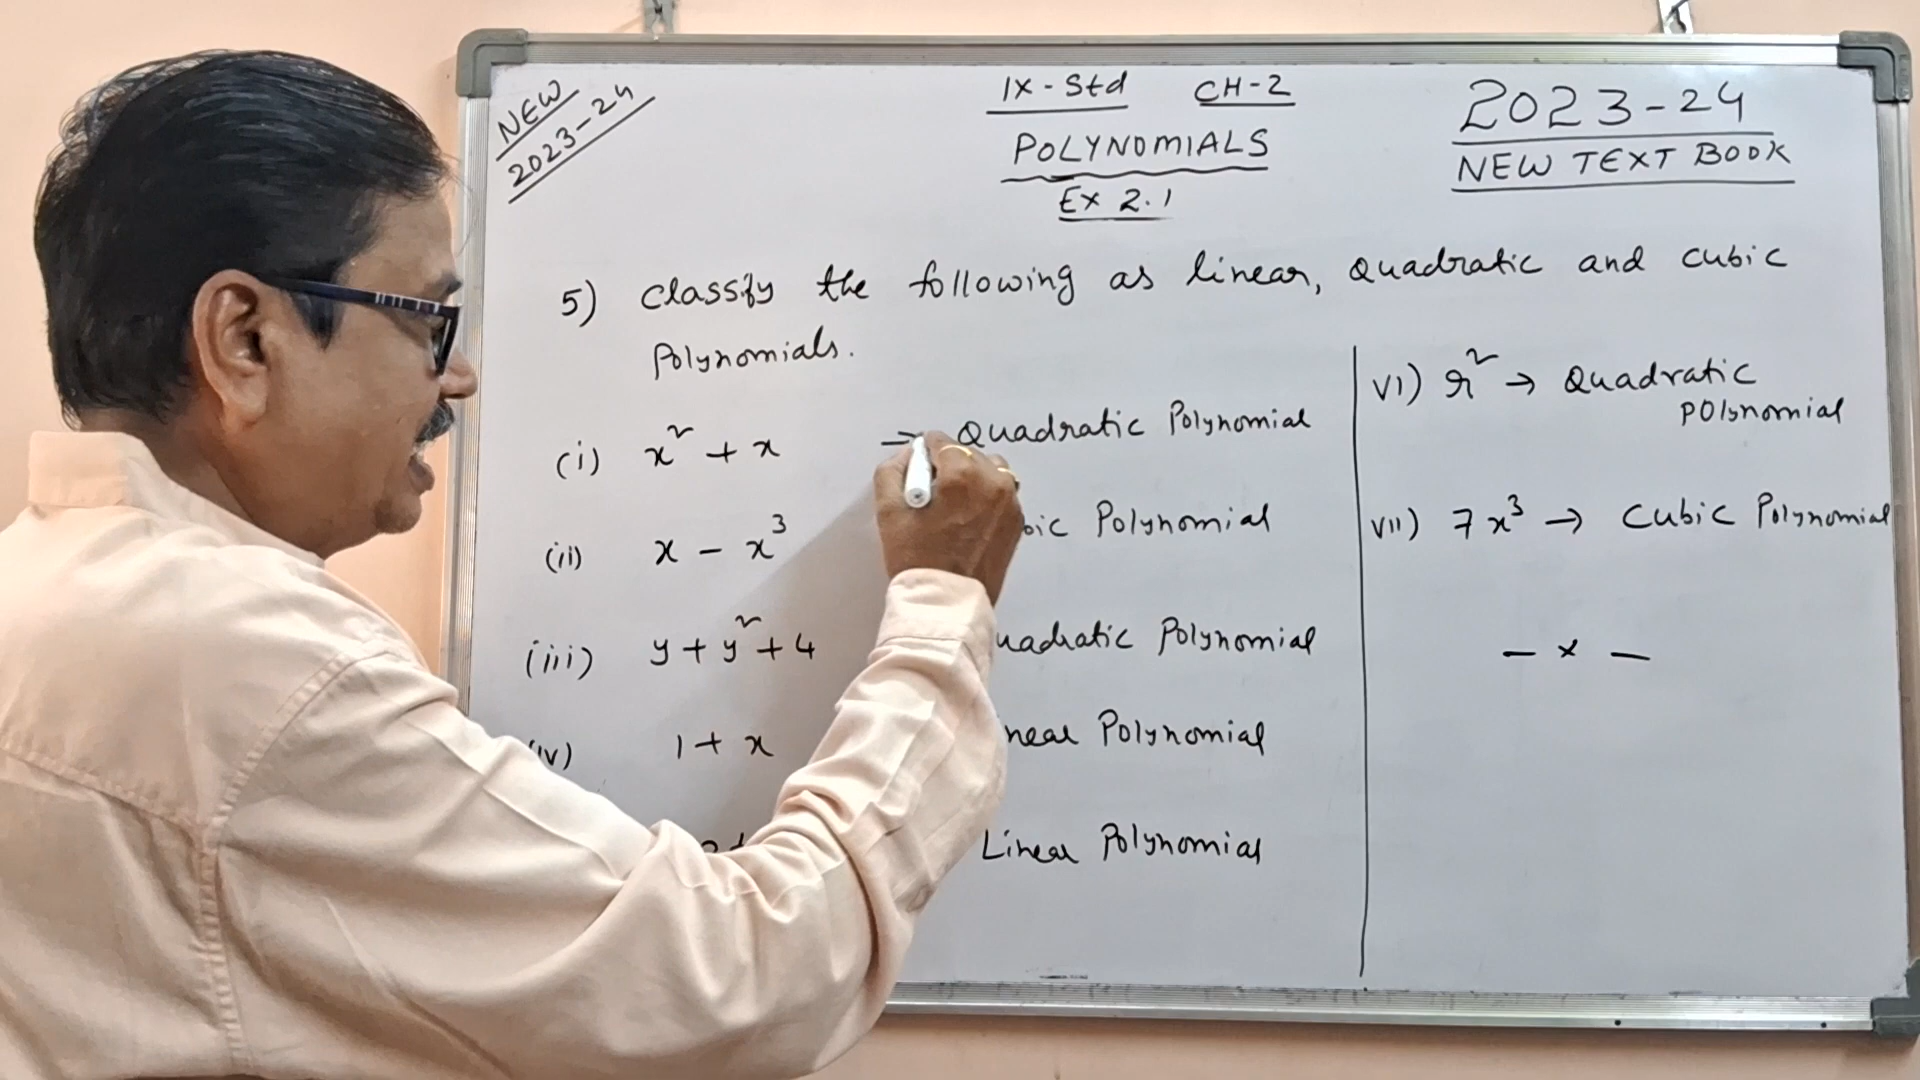 NEW
2023-24
IX-Std CH-2
POLYNOMIALS
Ex 2.1
2023-24
NEW TEXT BOOK
5) Classify the following as linear, Quadratic and cubic
Polynomials.
(i) x² + x → Quadratic Polynomial
(ii) x - x³ bic Polynomial
(iii) y + y² + 4 uadratic Polynomial
(iv) 1 + x near Polynomial
Linear Polynomial
VI) r² → Quadratic
POlynomial
VII) 7x³ → Cubic Polynomial
— x —